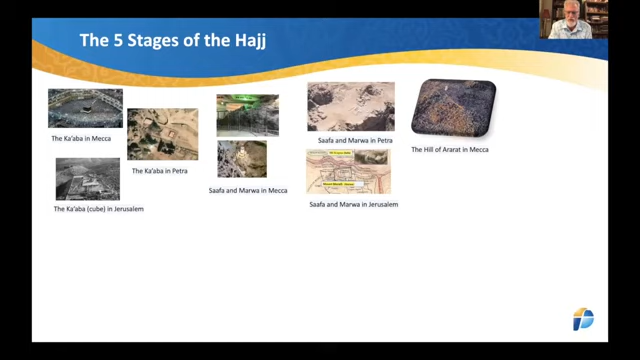 The 5 Stages of the Hajj
The Ka'aba in Mecca
The Ka'aba in Petra
The Ka'aba (cube) in Jerusalem
Saafa and Marwa in Mecca
Saafa and Marwa in Petra
Saafa and Marwa in Jerusalem
The Hill of Ararat in Mecca